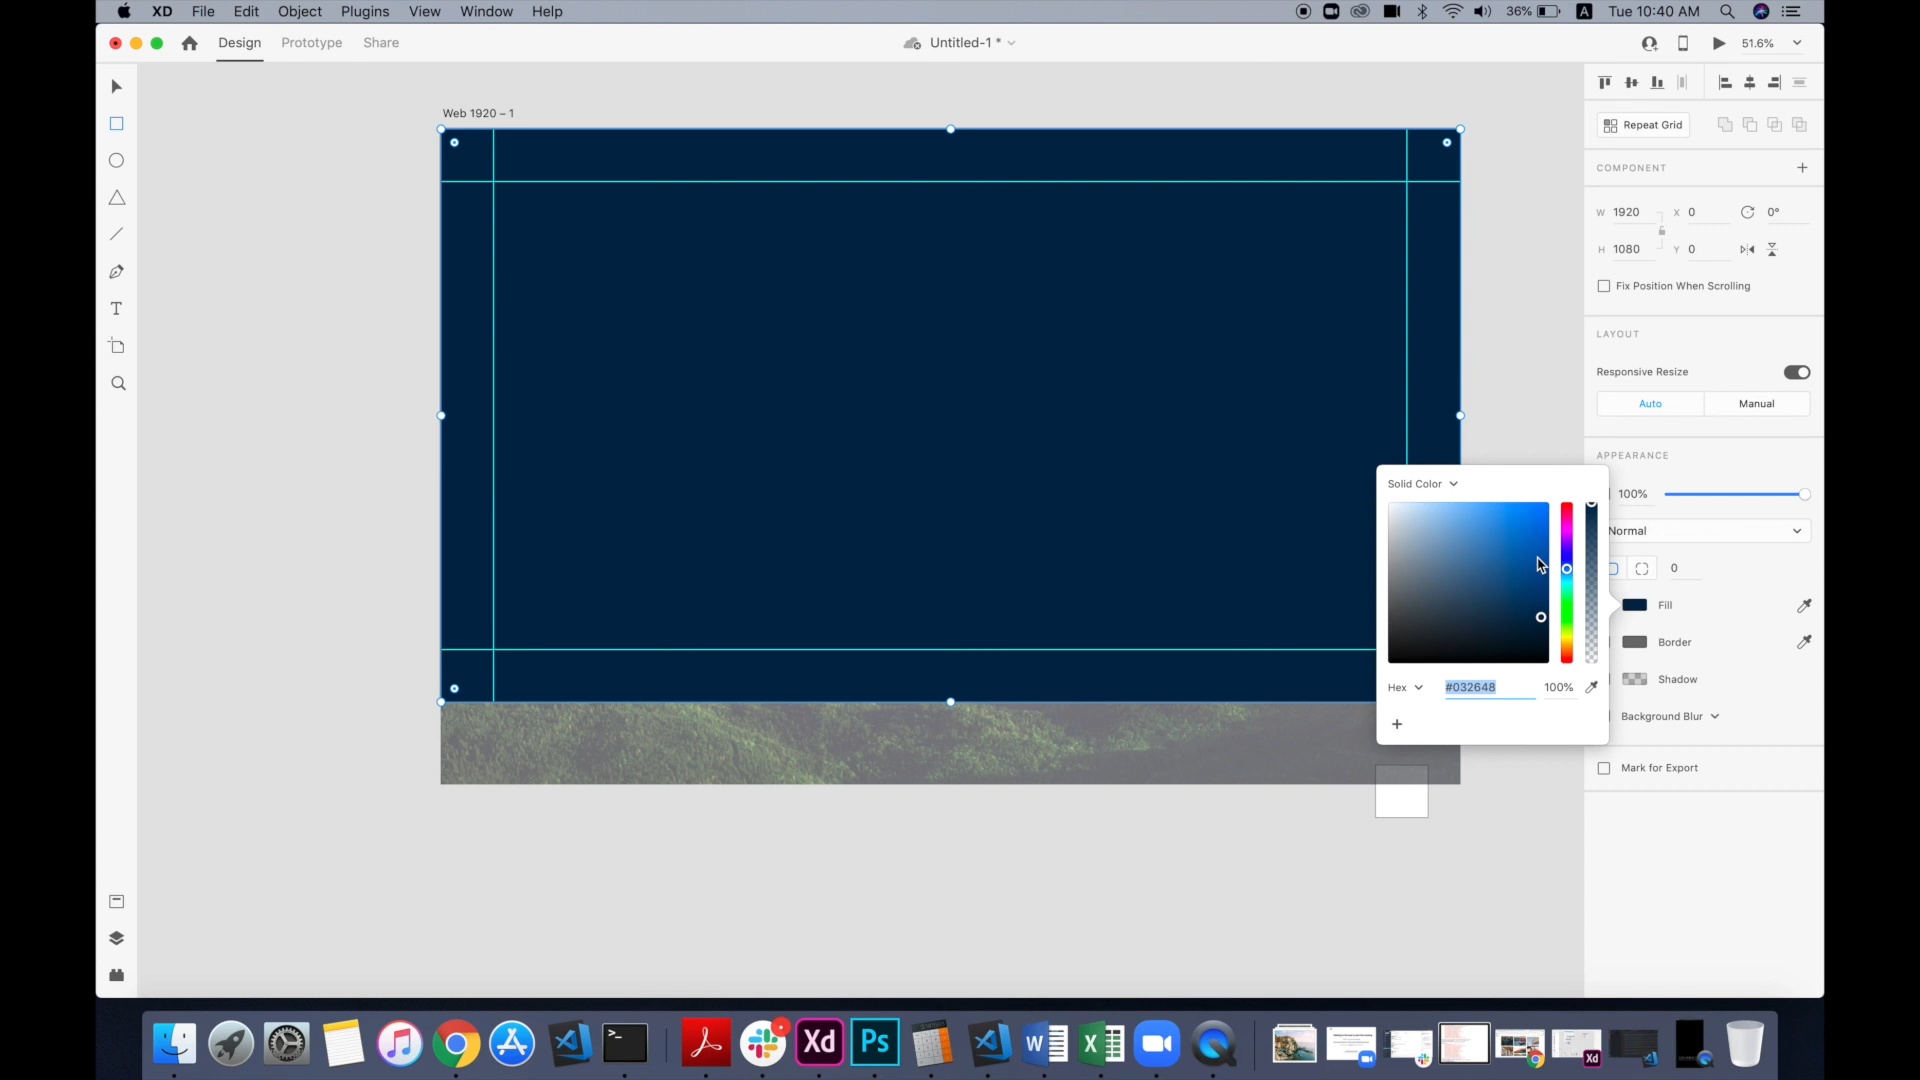 XD File Edit Object Plugins View Window Help 36% A Tue 10:40 AM
Design Prototype Share Untitled-1 * 51.6%
Web 1920 – 1
Repeat Grid
COMPONENT
W 1920 X 0 0°
H 1080 Y 0
Fix Position When Scrolling
LAYOUT
Responsive Resize
Auto Manual
APPEARANCE
Solid Color
100%
Normal
0
Fill
Border
Shadow
Hex #032648 100%
Background Blur
Mark for Export
Xd Ps W X
Xd